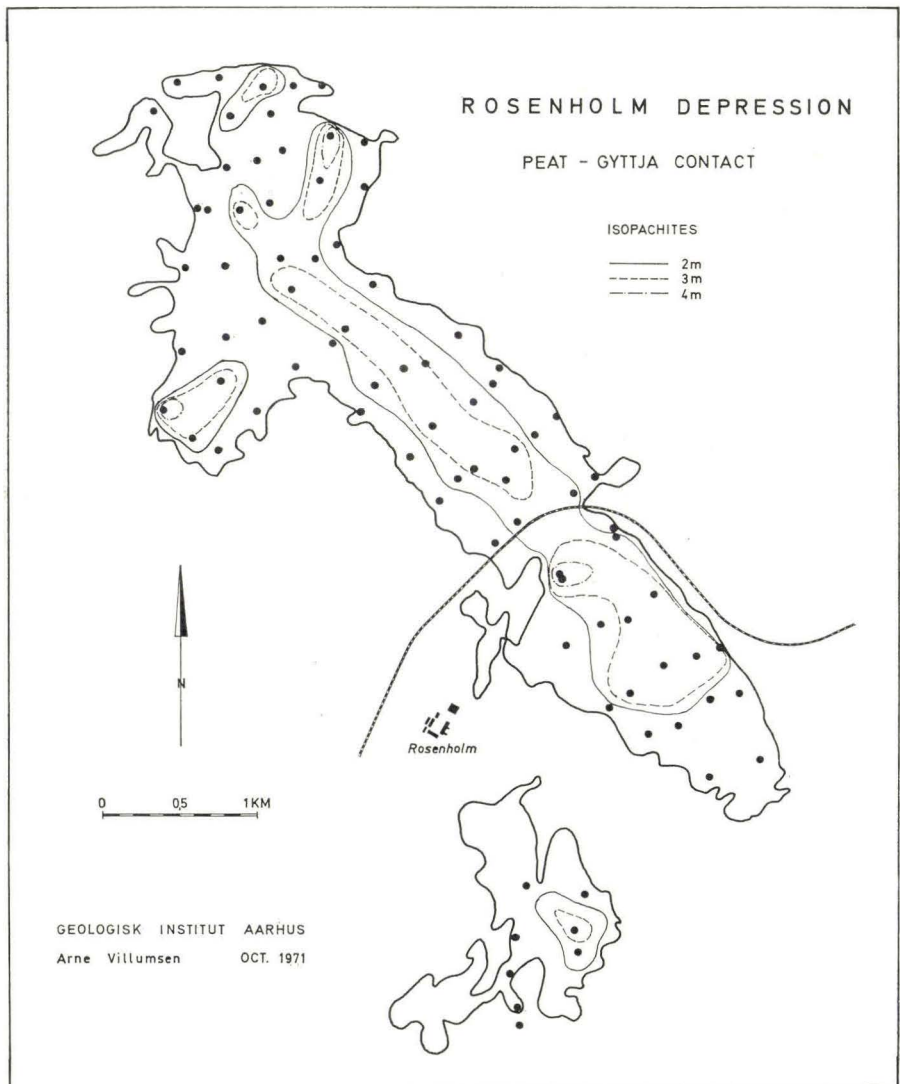 ROSENHOLM DEPRESSION
PEAT - GYTTJA CONTACT
ISOPACHITES
2m
3m
4m
N
Rosenholm
0 0,5 1KM
GEOLOGISK INSTITUT AARHUS
Arne Villumsen OCT. 1971